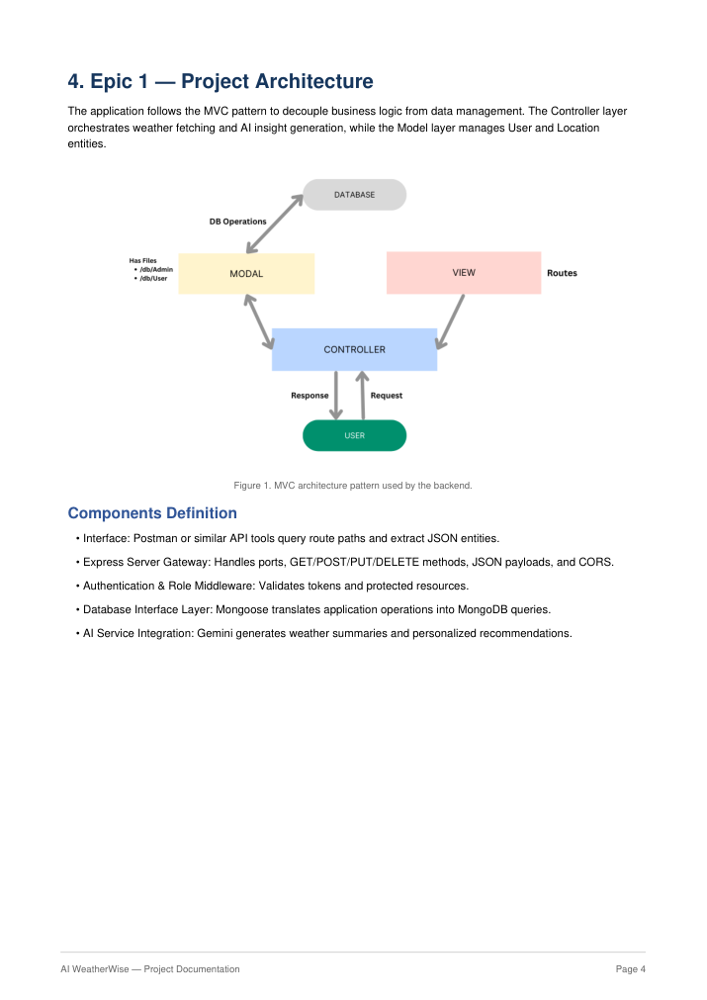 4. Epic 1 — Project Architecture
The application follows the MVC pattern to decouple business logic from data management. The Controller layer
orchestrates weather fetching and AI insight generation, while the Model layer manages User and Location
entities.
DATABASE
DB Operations
Has Files
• /db/Admin
• /db/User
MODAL
VIEW
Routes
CONTROLLER
Response
Request
USER
Figure 1. MVC architecture pattern used by the backend.
Components Definition
• Interface: Postman or similar API tools query route paths and extract JSON entities.
• Express Server Gateway: Handles ports, GET/POST/PUT/DELETE methods, JSON payloads, and CORS.
• Authentication & Role Middleware: Validates tokens and protected resources.
• Database Interface Layer: Mongoose translates application operations into MongoDB queries.
• AI Service Integration: Gemini generates weather summaries and personalized recommendations.
AI WeatherWise — Project Documentation
Page 4